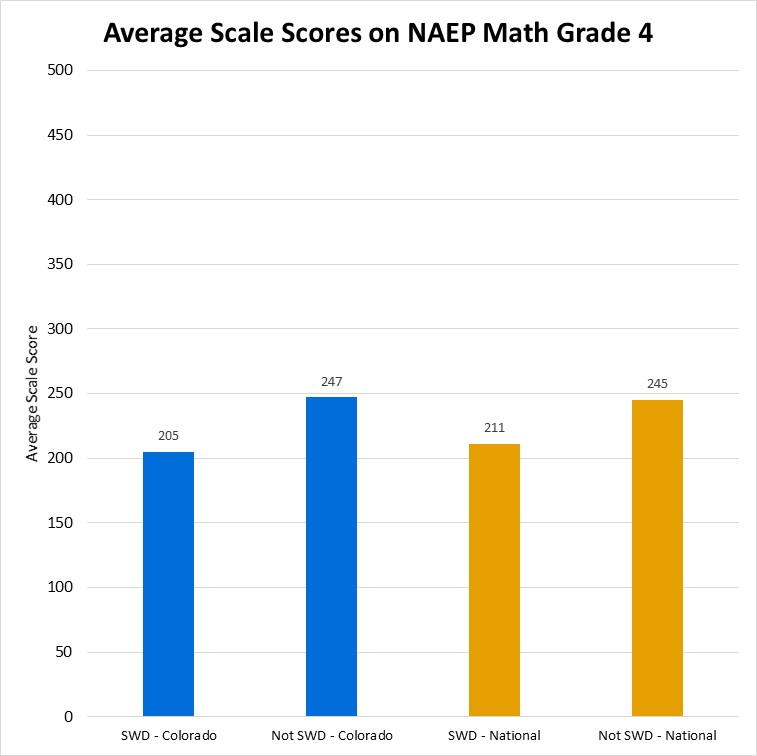 Average Scale Scores on NAEP Math Grade 4
500
450
400
350
300
250
200
150
100
50
0
Average Scale Score
205
247
211
245
SWD - Colorado
Not SWD - Colorado
SWD - National
Not SWD - National